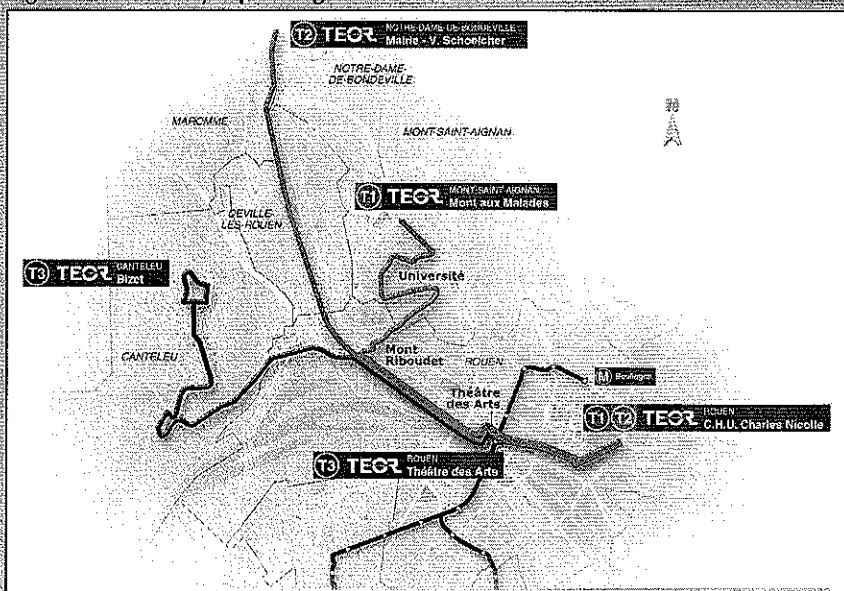 T2 TEOR NOTRE-DAME-DE-BONDEVILLE
Mairie - V. Schoelcher
NOTRE-DAME-
DE-BONDEVILLE
MAROMME
MONT-SAINT-AIGNAN
T1 TEOR MONT-SAINT-AIGNAN
Mont aux Malades
DEVILLE
LES-ROUEN
T3 TEOR CANTELEU
Bizet
Université
CANTELEU
Mont
Riboudet
ROUEN
M Boulingrin
Théâtre
des Arts
T1 T2 TEOR ROUEN
C.H.U. Charles Nicolle
T3 TEOR ROUEN
Théâtre des Arts